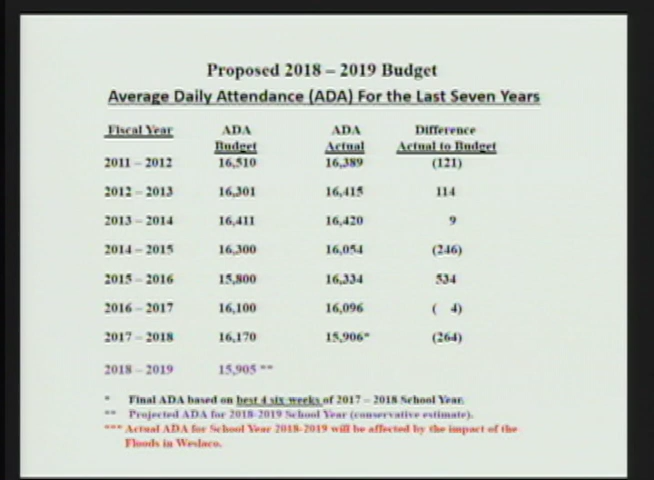 Proposed 2018 – 2019 Budget
Average Daily Attendance (ADA) For the Last Seven Years
Fiscal Year ADA ADA Difference
Budget Actual Actual to Budget
2011 – 2012 16,510 16,389 (121)
2012 – 2013 16,301 16,415 114
2013 – 2014 16,411 16,420 9
2014 – 2015 16,300 16,054 (246)
2015 – 2016 15,800 16,334 534
2016 – 2017 16,100 16,096 ( 4)
2017 – 2018 16,170 15,906* (264)
2018 – 2019 15,905 **
* Final ADA based on best 4 six weeks of 2017 – 2018 School Year.
** Projected ADA for 2018-2019 School Year (conservative estimate).
*** Actual ADA for School Year 2018-2019 will be affected by the impact of the
Floods in Weslaco.